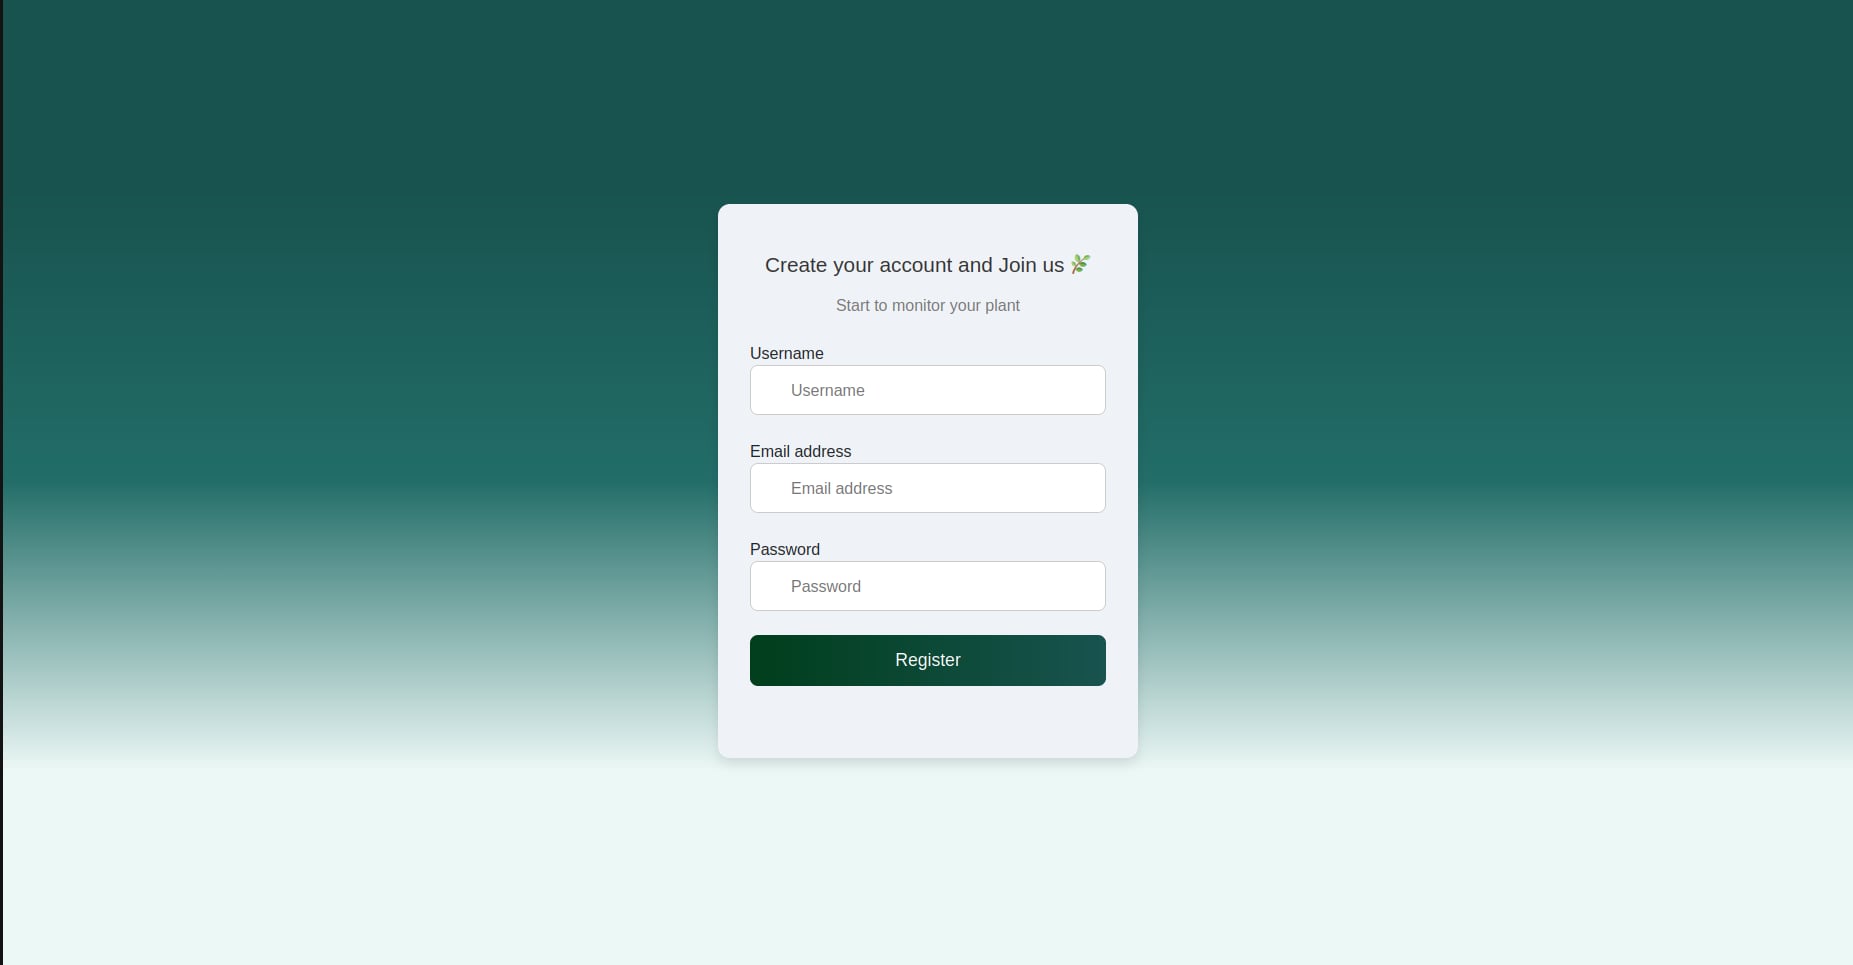 Create your account and Join us 🌿
Start to monitor your plant
Username
Username
Email address
Email address
Password
Password
Register